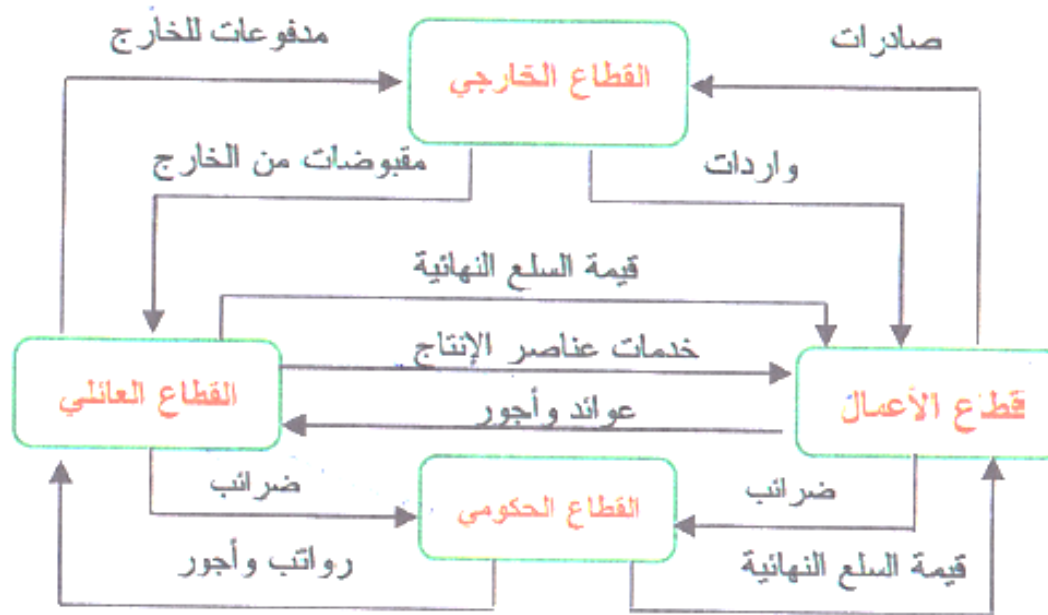 صادرات
مدفوعات للخارج
القطاع الخارجي
واردات
مقبوضات من الخارج
قيمة السلع النهائية
خدمات عناصر الإنتاج
قطاع الأعمال
القطاع العائلي
عوائد وأجور
ضرائب
ضرائب
القطاع الحكومي
قيمة السلع النهائية
رواتب وأجور